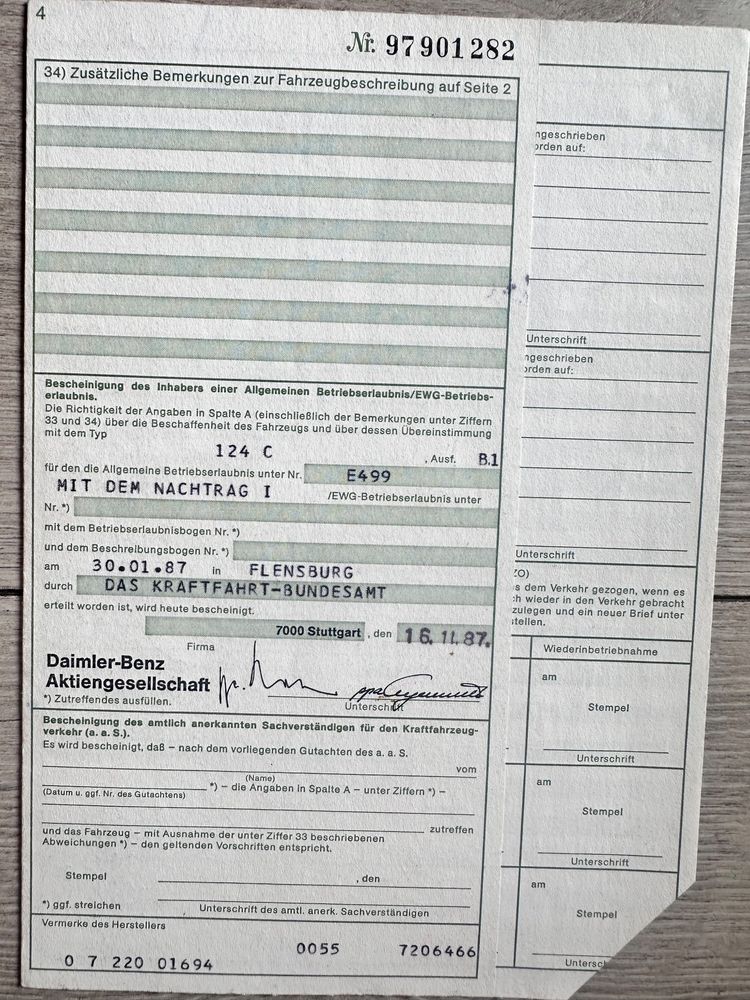 4
Nr. 97901282
34) Zusätzliche Bemerkungen zur Fahrzeugbeschreibung auf Seite 2
Bescheinigung des Inhabers einer Allgemeinen Betriebserlaubnis/EWG-Betriebs-
erlaubnis.
Die Richtigkeit der Angaben in Spalte A (einschließlich der Bemerkungen unter Ziffern
33 und 34) über die Beschaffenheit des Fahrzeugs und über dessen Übereinstimmung
mit dem Typ
124 C , Ausf. B.1
für den die Allgemeine Betriebserlaubnis unter Nr. E499
MIT DEM NACHTRAG I /EWG-Betriebserlaubnis unter
Nr. *)
mit dem Betriebserlaubnisbogen Nr. *)
und dem Beschreibungsbogen Nr. *)
am 30.01.87 in FLENSBURG
durch DAS KRAFTFAHRT-BUNDESAMT
erteilt worden ist, wird heute bescheinigt.
7000 Stuttgart , den 16. 11. 87.
Firma
Daimler-Benz
Aktiengesellschaft
Unterschrift
*) Zutreffendes ausfüllen.
Bescheinigung des amtlich anerkannten Sachverständigen für den Kraftfahrzeug-
verkehr (a. a. S.).
Es wird bescheinigt, daß – nach dem vorliegenden Gutachten des a. a. S.
vom
(Name)
(Datum u. ggf. Nr. des Gutachtens) *) – die Angaben in Spalte A – unter Ziffern *) –
zutreffen
und das Fahrzeug – mit Ausnahme der unter Ziffer 33 beschriebenen
Abweichungen *) – den geltenden Vorschriften entspricht.
Stempel , den
*) ggf. streichen Unterschrift des amtl. anerk. Sachverständigen
Vermerke des Herstellers
0 7 220 01694 0055 7206466
ngeschrieben
orden auf:
Unterschrift
ngeschrieben
orden auf:
Unterschrift
ZO)
s dem Verkehr gezogen, wenn es
ch wieder in den Verkehr gebracht
zulegen und ein neuer Brief unter
stellen.
Wiederinbetriebnahme
am
Stempel
Unterschrift
am
Stempel
Unterschrift
am
Stempel
Untersch